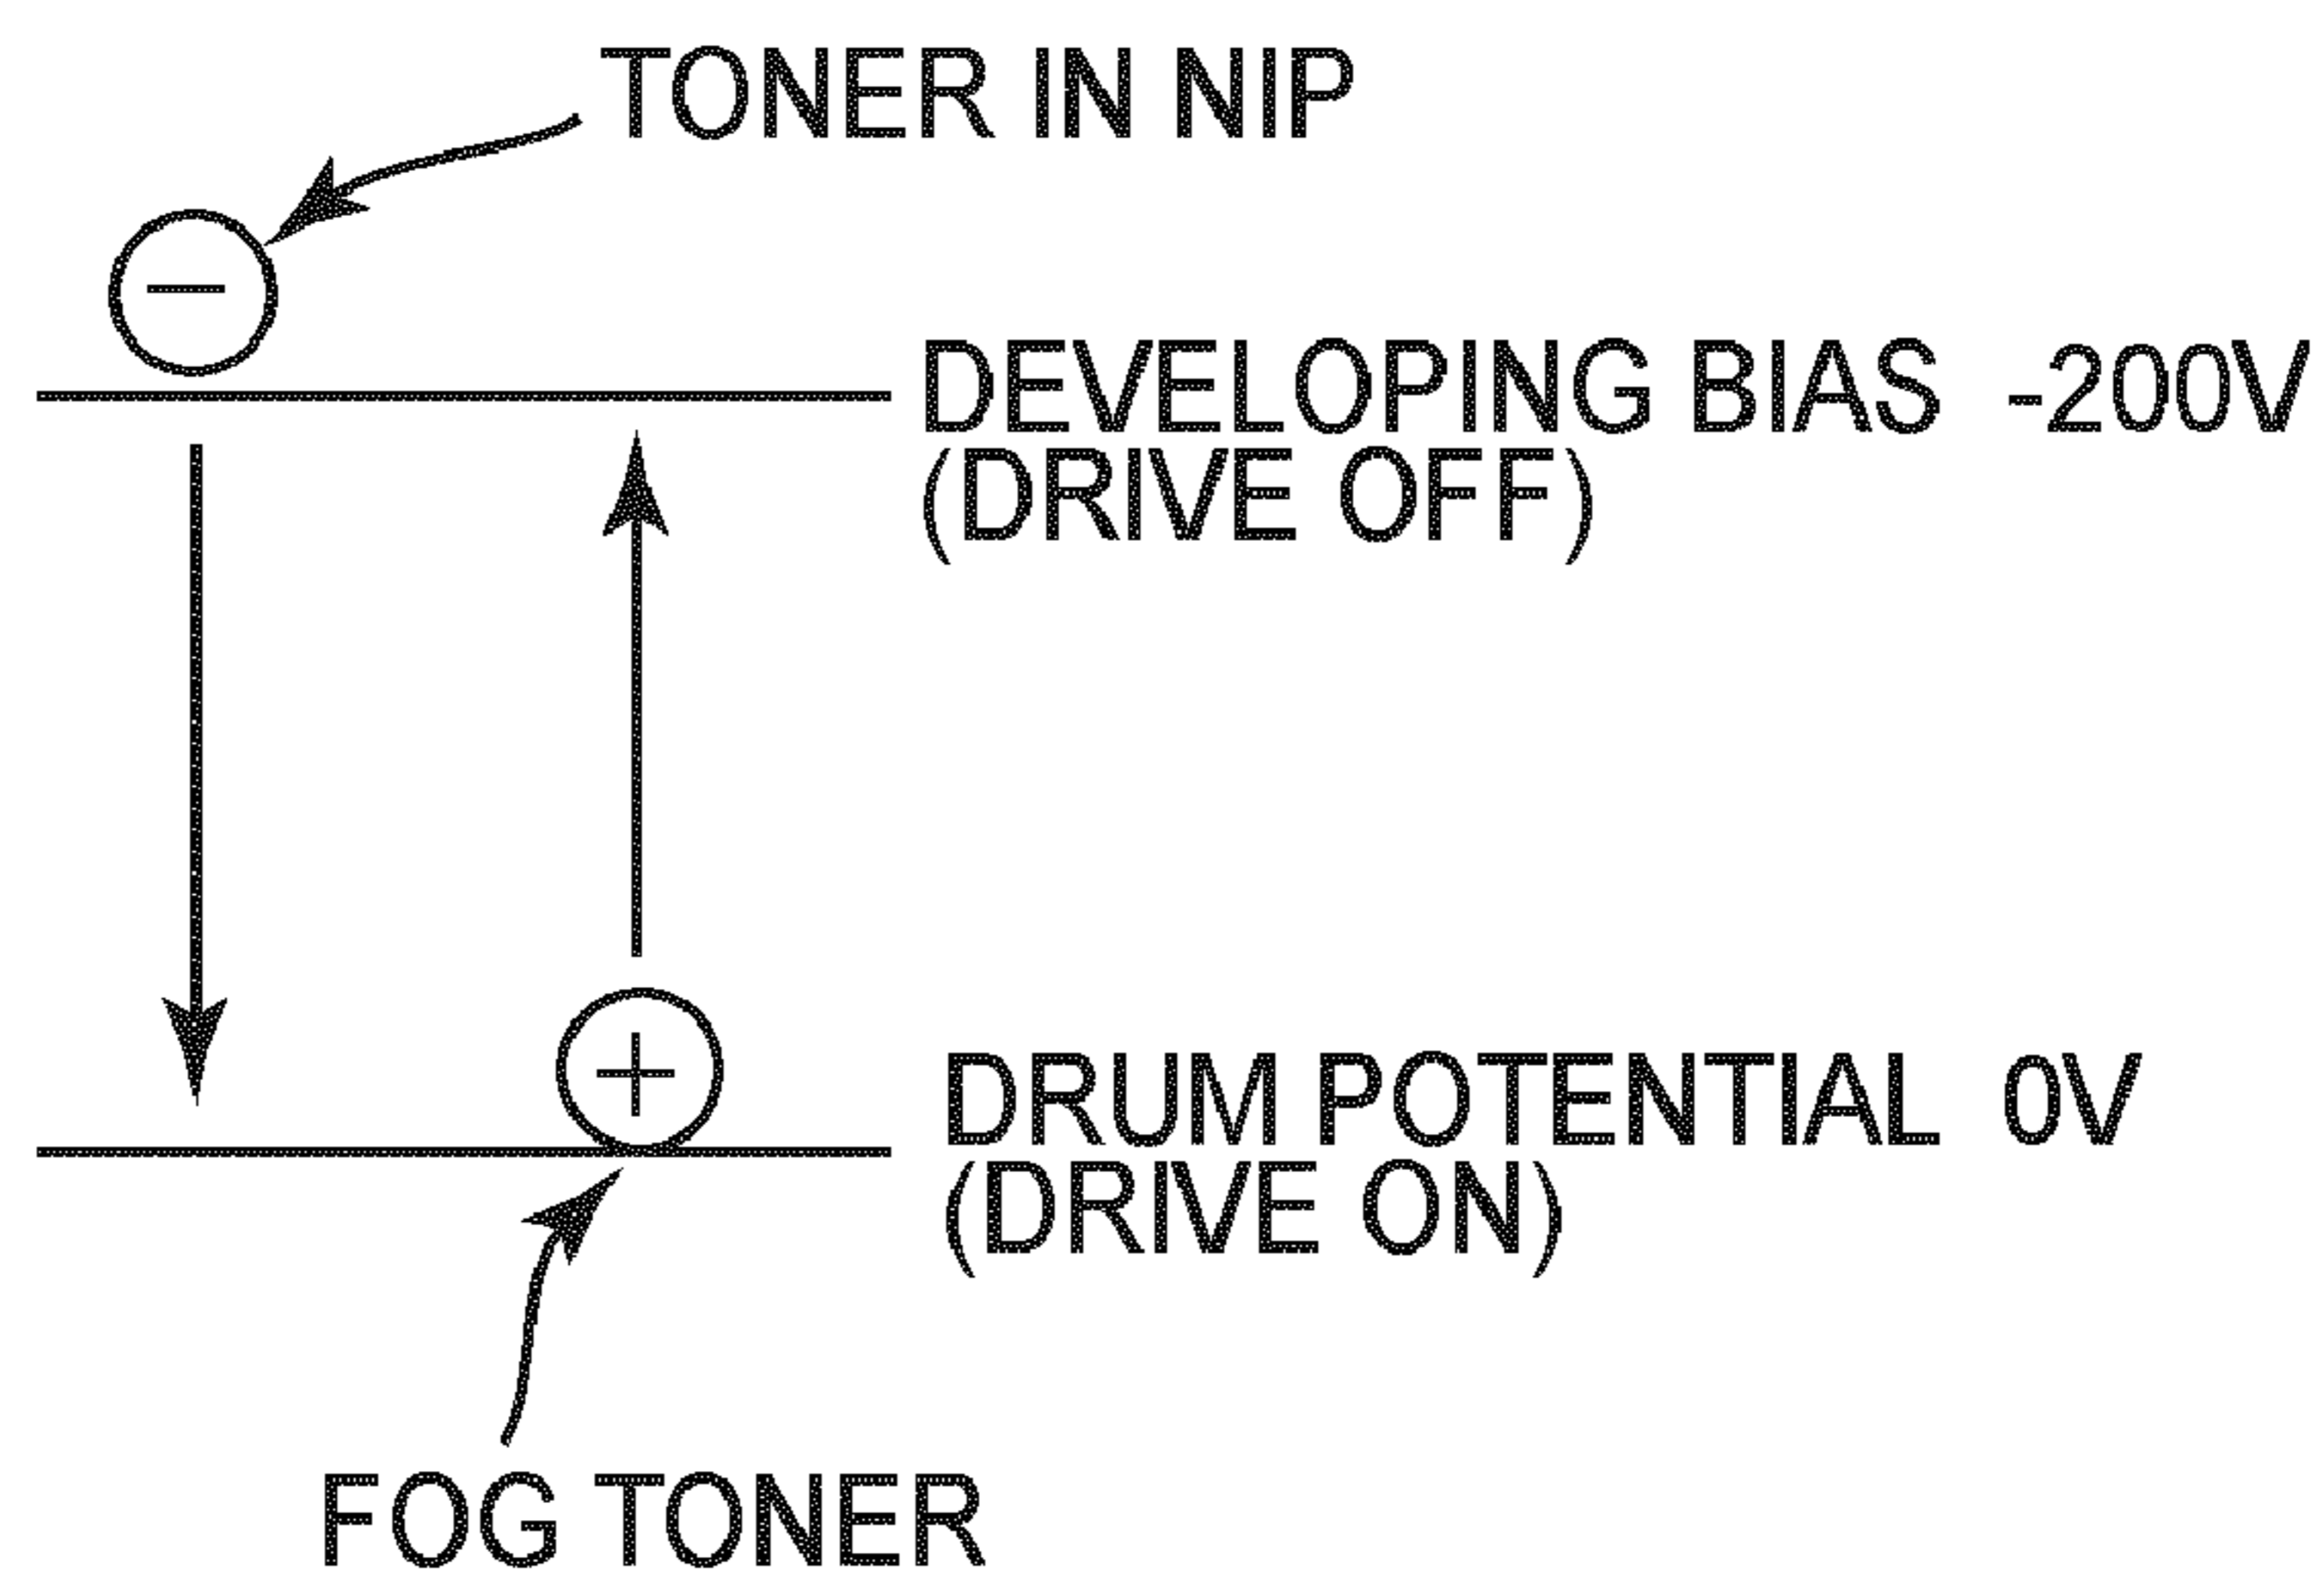 TONER IN NIP
−
DEVELOPING BIAS -200V
(DRIVE OFF)
+
DRUM POTENTIAL 0V
(DRIVE ON)
FOG TONER